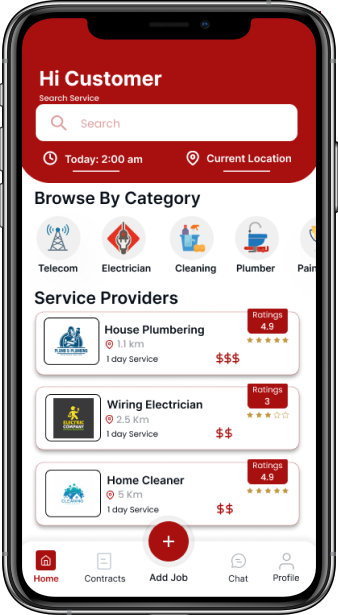 Hi Customer
Search Service
Search
Today: 2:00 am
Current Location
Browse By Category
Telecom
Electrician
Cleaning
Plumber
Pain
Service Providers
Ratings
4.9
House Plumbing
1.1 km
1 day Service
$$$
Ratings
3
Wiring Electrician
2.5 Km
1 day Service
$$
ELECTRIC
COMPANY
Ratings
4.9
Home Cleaner
5 Km
1 day Service
$$
CLEANING
+
Home
Contracts
Add Job
Chat
Profile